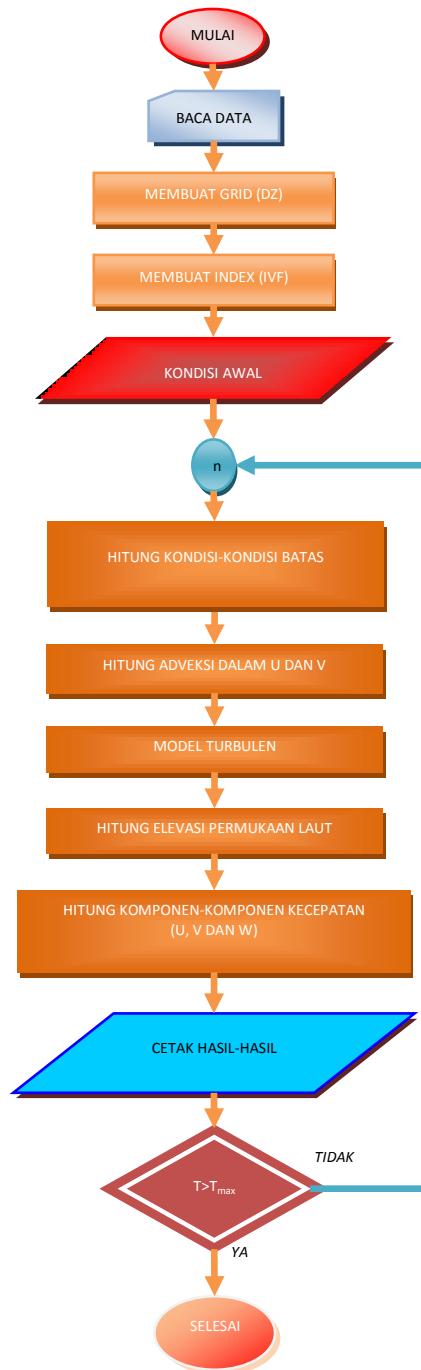 MULAI
BACA DATA
MEMBUAT GRID (DZ)
MEMBUAT INDEX (IVF)
KONDISI AWAL
n
HITUNG KONDISI-KONDISI BATAS
HITUNG ADVEKSI DALAM U DAN V
MODEL TURBULEN
HITUNG ELEVASI PERMUKAAN LAUT
HITUNG KOMPONEN-KOMPONEN KECEPATAN
(U, V DAN W)
CETAK HASIL-HASIL
TIDAK
T>Tmax
YA
SELESAI